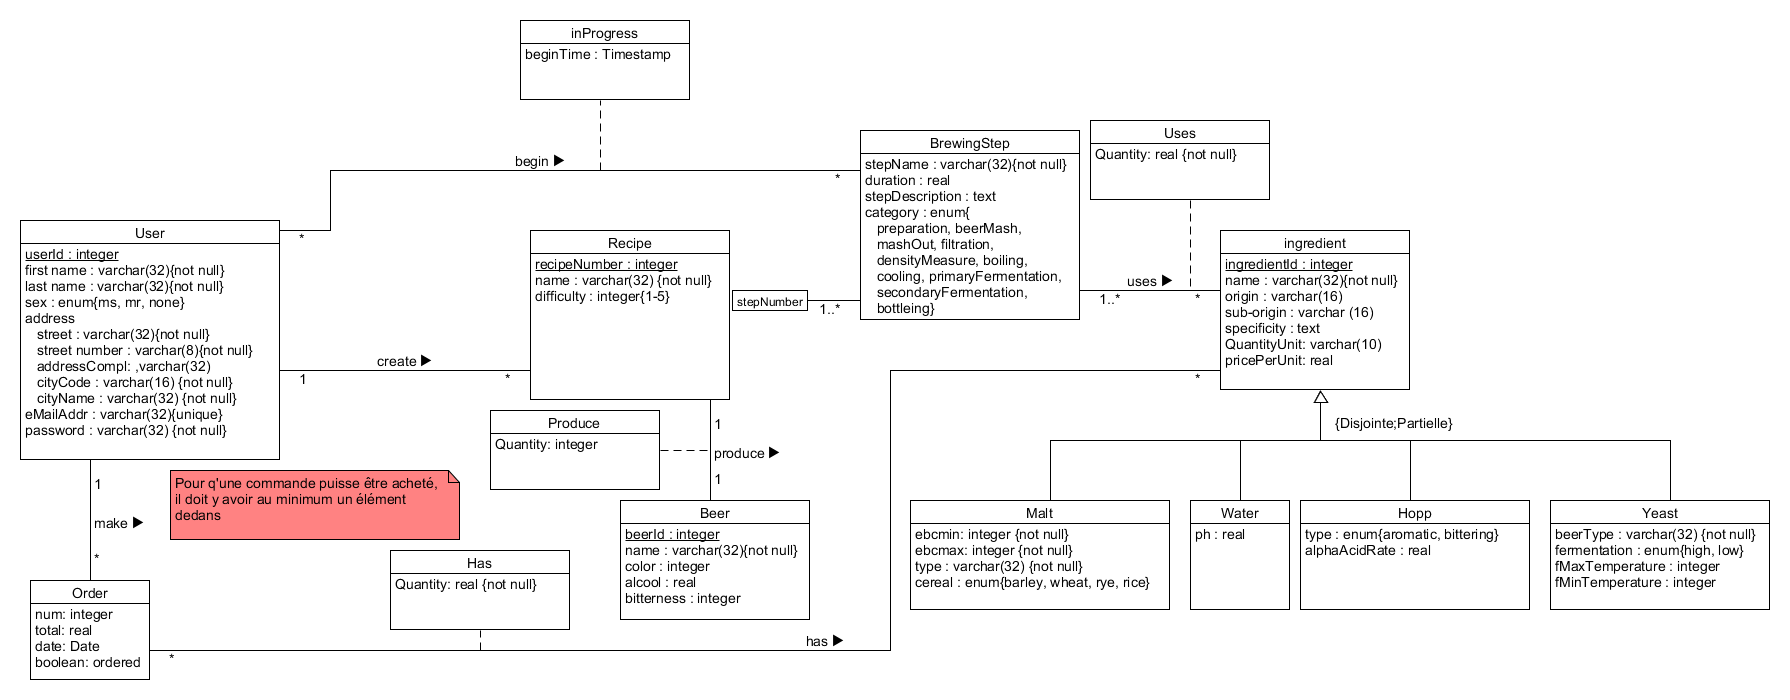 inProgress
beginTime : Timestamp
begin
*
*
BrewingStep
stepName : varchar(32){not null}
duration : real
stepDescription : text
category : enum{
preparation, beerMash,
mashOut, filtration,
densityMeasure, boiling,
cooling, primaryFermentation,
secondaryFermentation,
bottleing}
Uses
Quantity: real {not null}
uses
1..*
*
User
userId : integer
first name : varchar(32){not null}
last name : varchar(32){not null}
sex : enum{ms, mr, none}
address
street : varchar(32){not null}
street number : varchar(8){not null}
addressCompl: ,varchar(32)
cityCode : varchar(16) {not null}
cityName : varchar(32) {not null}
eMailAddr : varchar(32){unique}
password : varchar(32) {not null}
create
1
*
Recipe
recipeNumber : integer
name : varchar(32) {not null}
difficulty : integer{1-5}
stepNumber
1..*
ingredient
ingredientId : integer
name : varchar(32){not null}
origin : varchar(16)
sub-origin : varchar (16)
specificity : text
QuantityUnit: varchar(10)
pricePerUnit: real
*
{Disjointe;Partielle}
Produce
Quantity: integer
1
produce
1
Pour q'une commande puisse être acheté,
il doit y avoir au minimum un élément
dedans
1
make
*
Beer
beerId : integer
name : varchar(32){not null}
color : integer
alcool : real
bitterness : integer
Malt
ebcmin: integer {not null}
ebcmax: integer {not null}
type : varchar(32) {not null}
cereal : enum{barley, wheat, rye, rice}
Water
ph : real
Hopp
type : enum{aromatic, bittering}
alphaAcidRate : real
Yeast
beerType : varchar(32) {not null}
fermentation : enum{high, low}
fMaxTemperature : integer
fMinTemperature : integer
Has
Quantity: real {not null}
Order
num: integer
total: real
date: Date
boolean: ordered
*
has